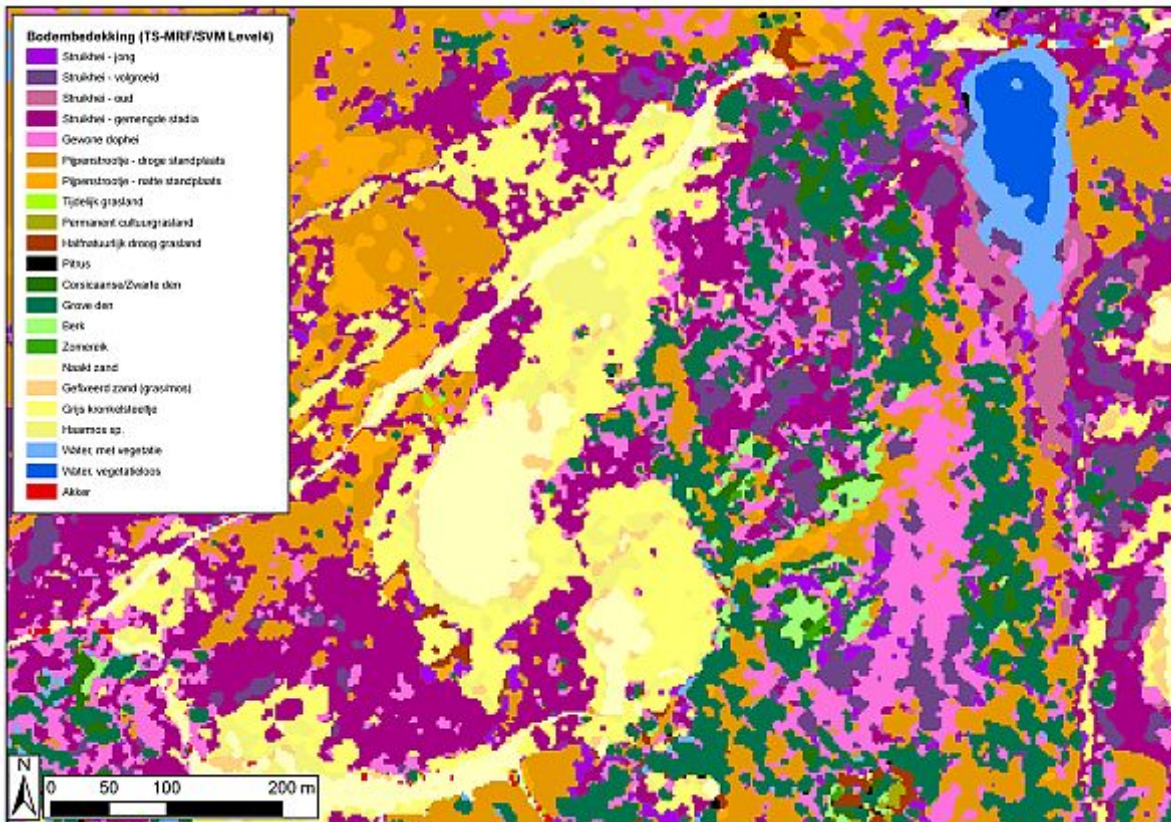 Bodembedekking (TS-MRF/SVM Level4)
Struikhei - jong
Struikhei - volgroeid
Struikhei - oud
Struikhei - gemengde stadia
Gewone dophei
Pijpenstrootje - droge standplaats
Pijpenstrootje - natte standplaats
Tijdelijk grasland
Permanent cultuurgrasland
Halfnatuurlijk droog grasland
Pitrus
Corsicaanse/Zwarte den
Grove den
Berk
Zomereik
Naakt zand
Gefixeerd zand (gras/mos)
Grijs kronkelsteeltje
Haarmos sp.
Water, met vegetatie
Water, vegetatieloos
Akker
N
0 50 100 200 m